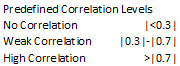 Predefined Correlation Levels
No Correlation |<0.3|
Weak Correlation |0.3|-|0.7|
High Correlation >|0.7|